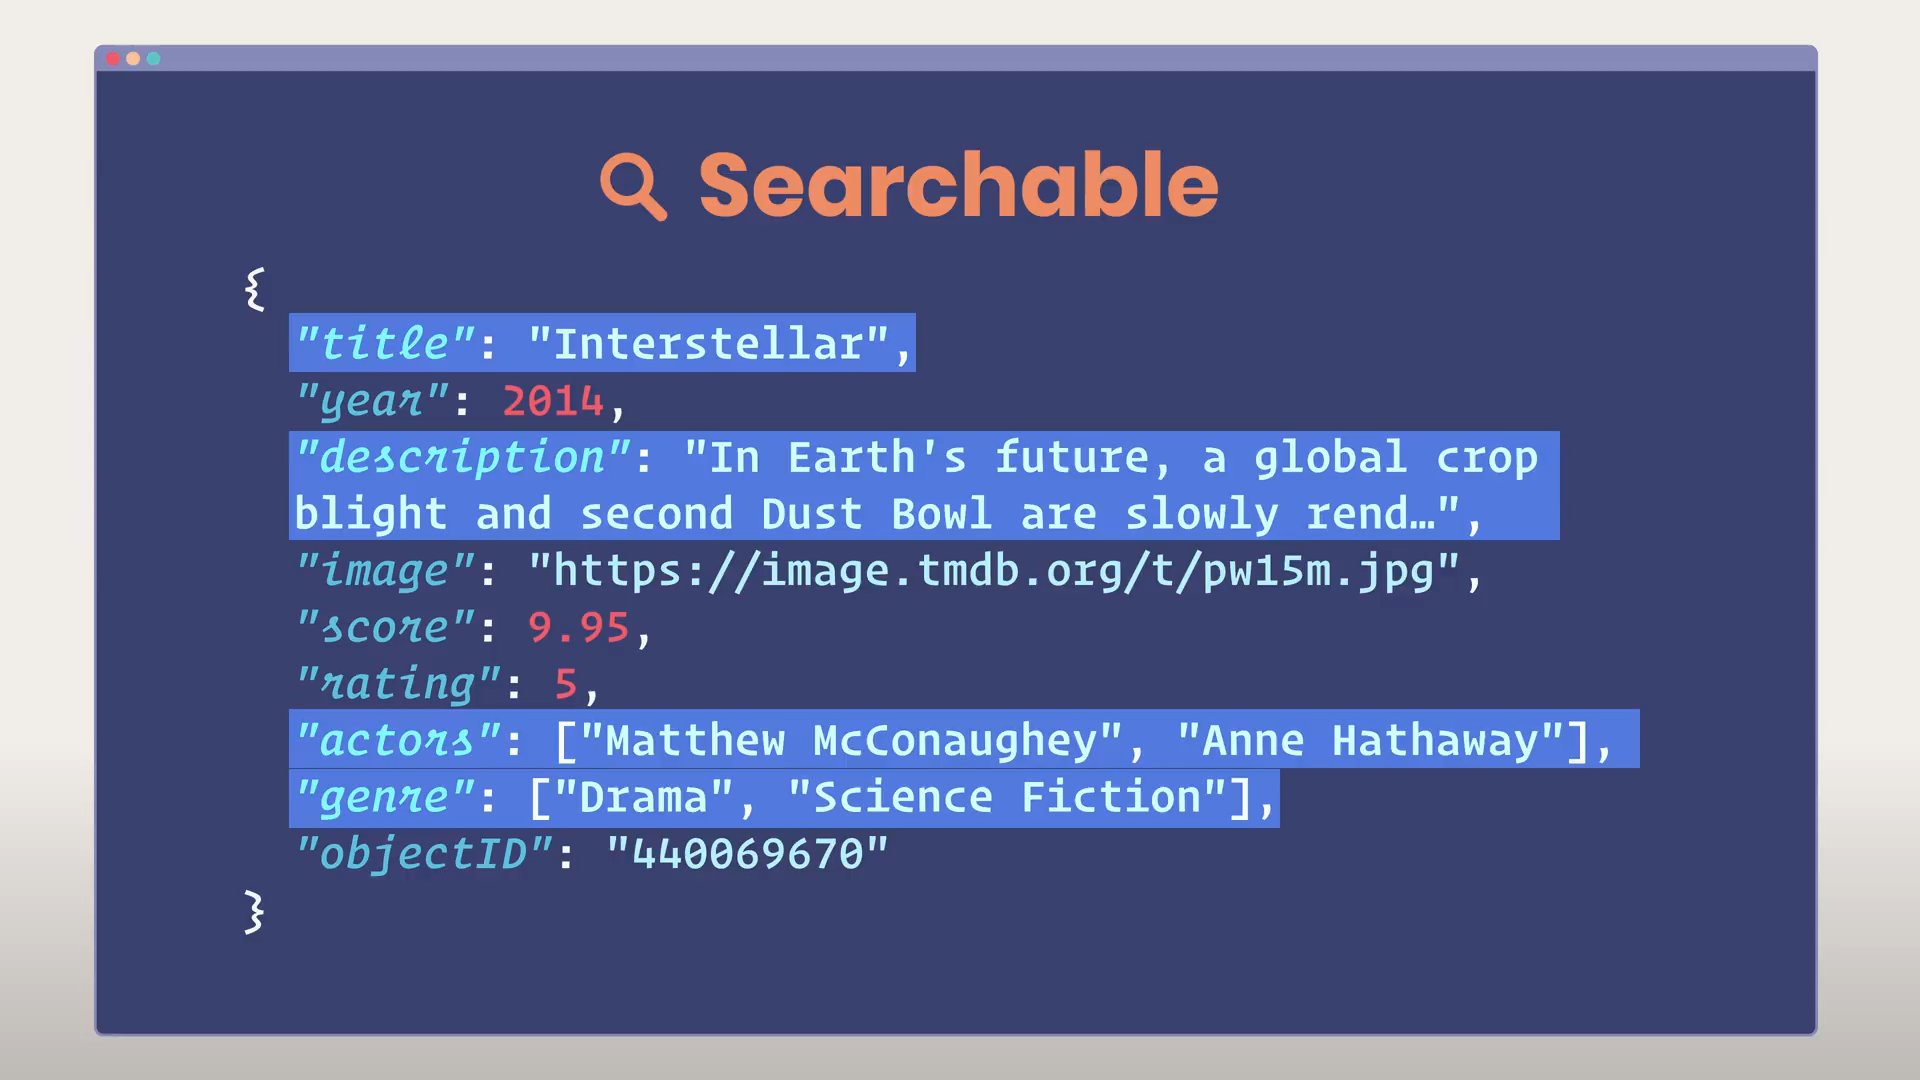 Searchable
{
"title": "Interstellar",
"year": 2014,
"description": "In Earth's future, a global crop
blight and second Dust Bowl are slowly rend…",
"image": "https://image.tmdb.org/t/pw15m.jpg",
"score": 9.95,
"rating": 5,
"actors": ["Matthew McConaughey", "Anne Hathaway"],
"genre": ["Drama", "Science Fiction"],
"objectID": "440069670"
}